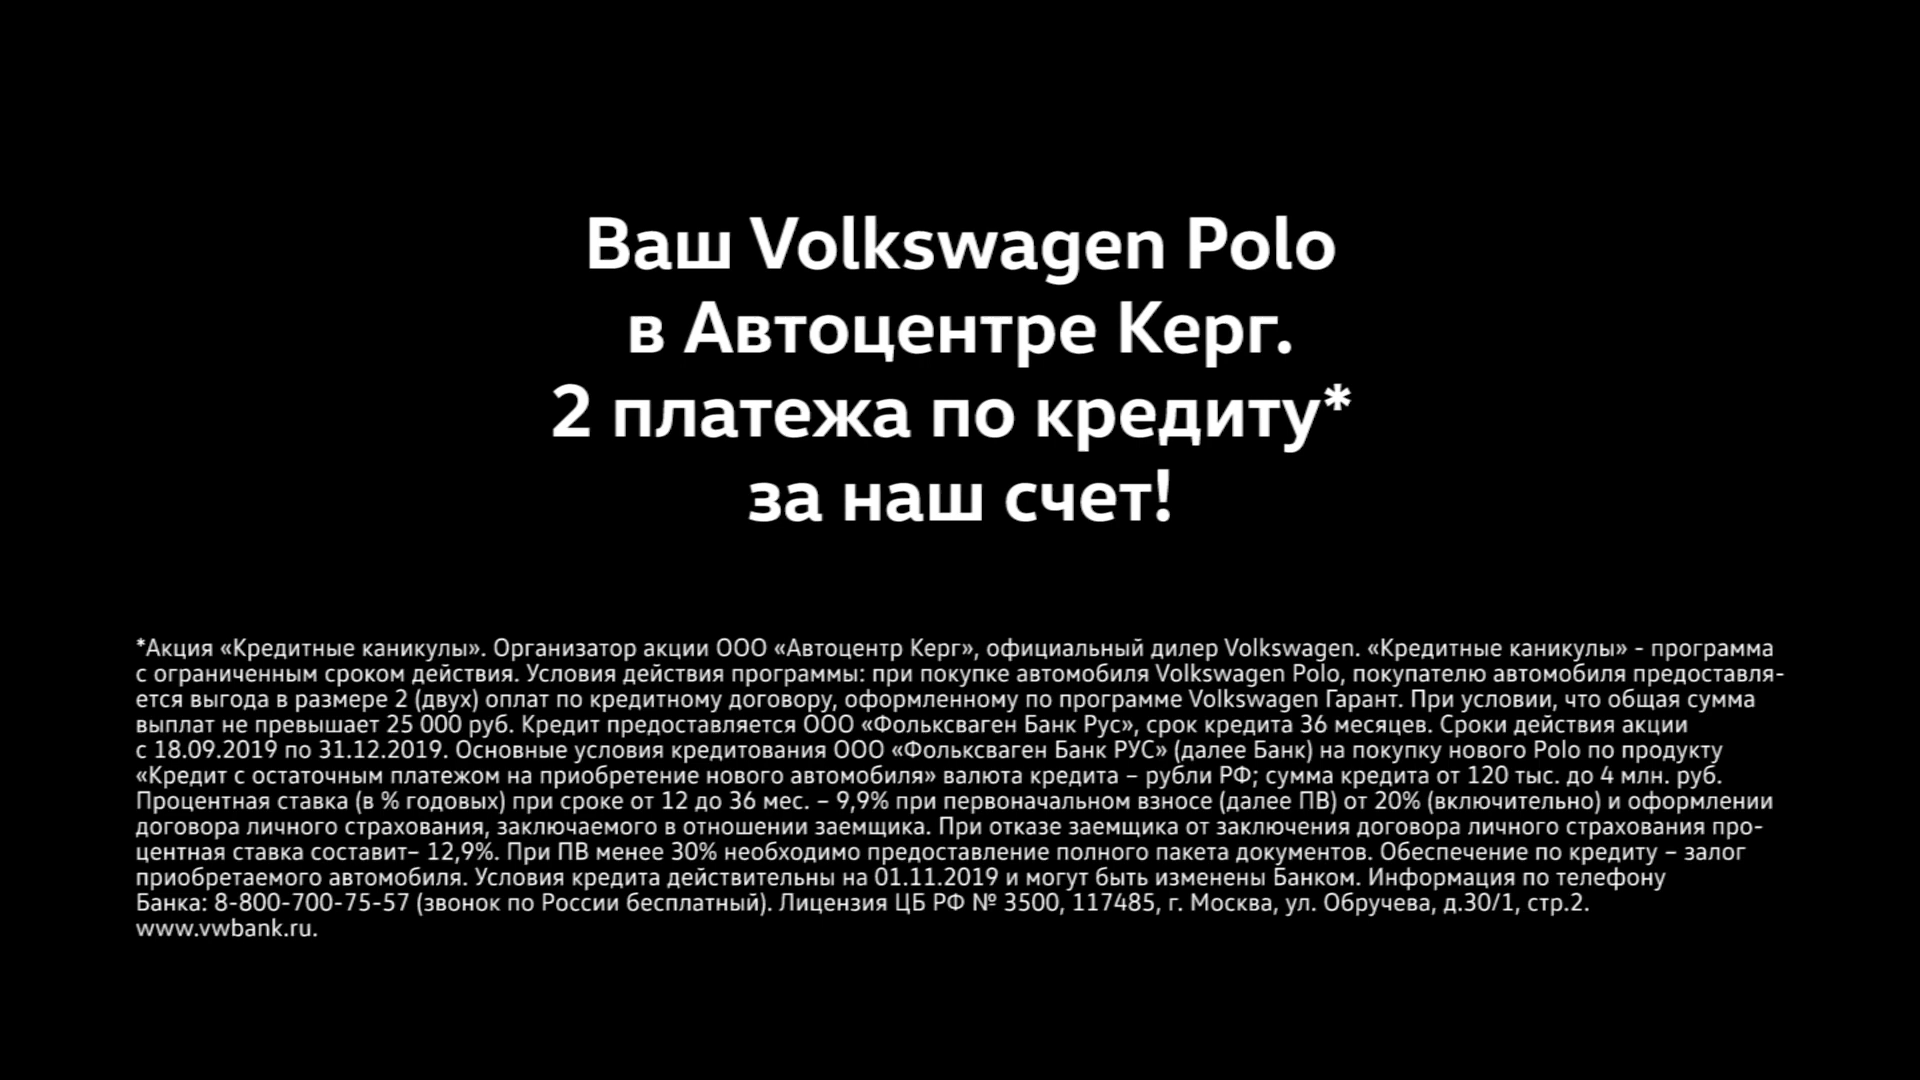 Ваш Volkswagen Polo
в Автоцентре Керг.
2 платежа по кредиту*
за наш счет!
*Акция «Кредитные каникулы». Организатор акции ООО «Автоцентр Керг», официальный дилер Volkswagen. «Кредитные каникулы» - программа
с ограниченным сроком действия. Условия действия программы: при покупке автомобиля Volkswagen Polo, покупателю автомобиля предоставля-
ется выгода в размере 2 (двух) оплат по кредитному договору, оформленному по программе Volkswagen Гарант. При условии, что общая сумма
выплат не превышает 25 000 руб. Кредит предоставляется ООО «Фольксваген Банк Рус», срок кредита 36 месяцев. Сроки действия акции
с 18.09.2019 по 31.12.2019. Основные условия кредитования ООО «Фольксваген Банк РУС» (далее Банк) на покупку нового Polo по продукту
«Кредит с остаточным платежом на приобретение нового автомобиля» валюта кредита – рубли РФ; сумма кредита от 120 тыс. до 4 млн. руб.
Процентная ставка (в % годовых) при сроке от 12 до 36 мес. – 9,9% при первоначальном взносе (далее ПВ) от 20% (включительно) и оформлении
договора личного страхования, заключаемого в отношении заемщика. При отказе заемщика от заключения договора личного страхования про-
центная ставка составит– 12,9%. При ПВ менее 30% необходимо предоставление полного пакета документов. Обеспечение по кредиту – залог
приобретаемого автомобиля. Условия кредита действительны на 01.11.2019 и могут быть изменены Банком. Информация по телефону
Банка: 8-800-700-75-57 (звонок по России бесплатный). Лицензия ЦБ РФ № 3500, 117485, г. Москва, ул. Обручева, д.30/1, стр.2.
www.vwbank.ru.